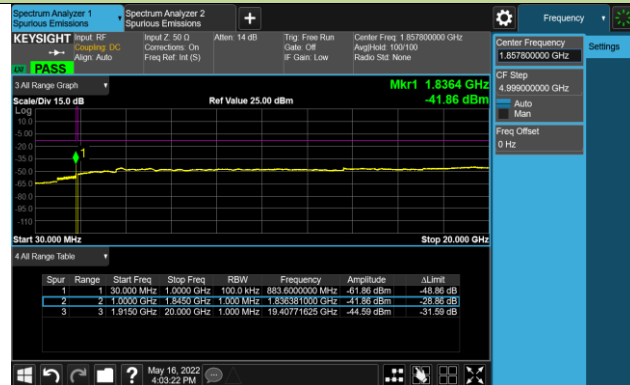 Spectrum Analyzer 1
Spurious Emissions
Spectrum Analyzer 2
Spurious Emissions
+
Frequency
KEYSIGHT
Input: RF
Coupling: DC
Align: Auto
Input Z: 50 Ω
Corrections: On
Freq Ref: Int (S)
Atten: 14 dB
Trig: Free Run
Gate: Off
IF Gain: Low
Center Freq: 1.857800000 GHz
Avg|Hold: 100/100
Radio Std: None
PASS
Center Frequency
1.857800000 GHz
Settings
CF Step
4.999000000 GHz
Auto
Man
Freq Offset
0 Hz
3 All Range Graph
Mkr1 1.8364 GHz
-41.86 dBm
Scale/Div 15.0 dB
Ref Value 25.00 dBm
Log
10.0
-5.00
-20.0
-35.0
-50.0
-65.0
-80.0
-95.0
-110
1
Start 30.000 MHz
Stop 20.000 GHz
4 All Range Table
Spur Range Start Freq Stop Freq RBW Frequency Amplitude ΔLimit
1 1 30.000 MHz 1.0000 GHz 100.0 kHz 883.6000000 MHz -61.86 dBm -48.86 dB
2 2 1.0000 GHz 1.8450 GHz 1.000 MHz 1.836381000 GHz -41.86 dBm -28.86 dB
3 3 1.9150 GHz 20.000 GHz 1.000 MHz 19.40771625 GHz -44.59 dBm -31.59 dB
?
May 16, 2022
4:03:22 PM